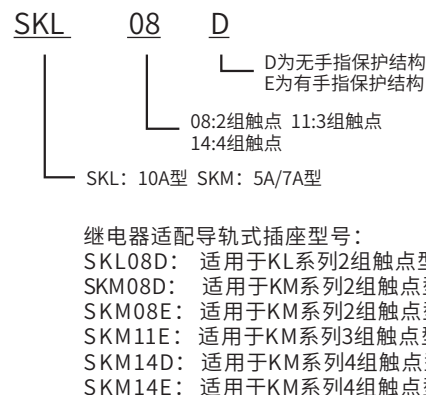 SKL 08 D
D为无手指保护结构
E为有手指保护结构
08:2组触点 11:3组触点
14:4组触点
SKL：10A型 SKM：5A/7A型
继电器适配导轨式插座型号：
SKL08D： 适用于KL系列2组触点型
SKM08D： 适用于KM系列2组触点
SKM08E： 适用于KM系列2组触点
SKM11E： 适用于KM系列3组触点
SKM14D： 适用于KM系列4组触点
SKM14E： 适用于KM系列4组触点